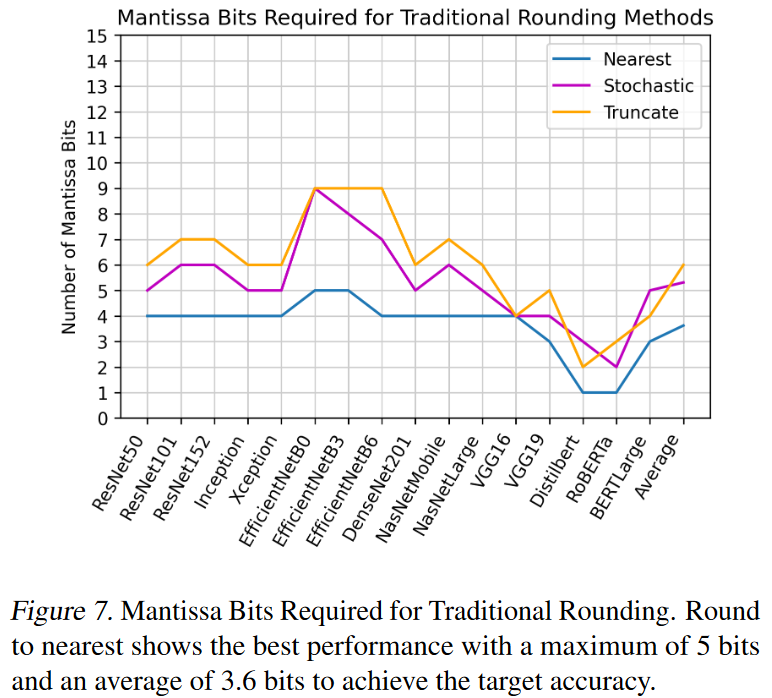 Mantissa Bits Required for Traditional Rounding Methods
15
14
13
12
11
10
9
8
7
6
5
4
3
2
1
0
Number of Mantissa Bits
Nearest
Stochastic
Truncate
ResNet50
ResNet101
ResNet152
Inception
Xception
EfficientNetB0
EfficientNetB3
EfficientNetB6
DenseNet201
NasNetMobile
NasNetLarge
VGG16
VGG19
Distilbert
RoBERTa
BERTLarge
Average
Figure 7. Mantissa Bits Required for Traditional Rounding. Round
to nearest shows the best performance with a maximum of 5 bits
and an average of 3.6 bits to achieve the target accuracy.